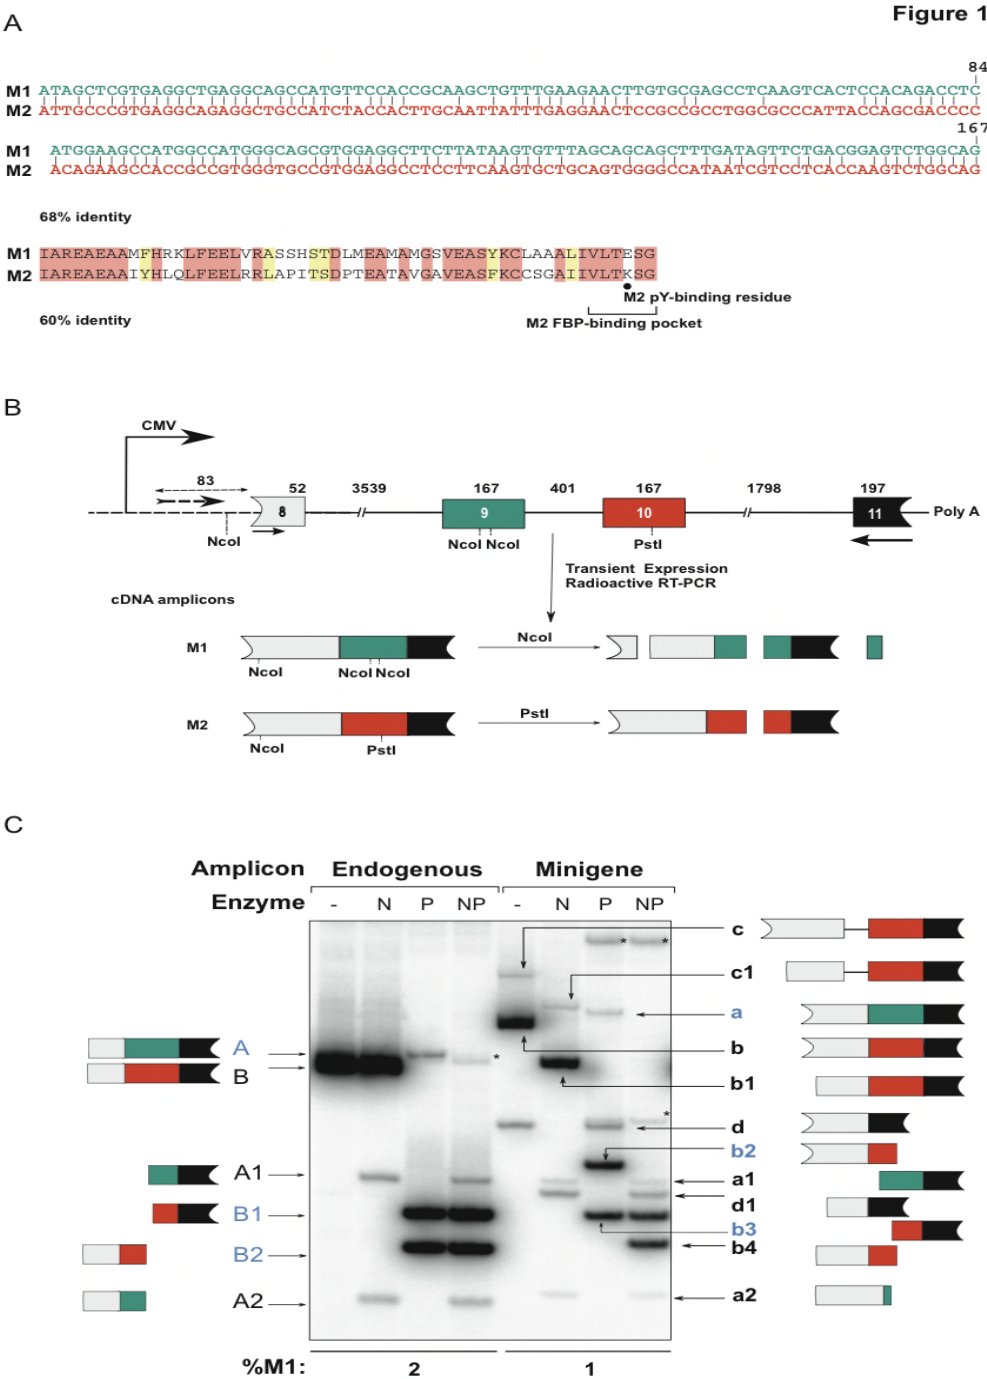 Figure 1
A
84
M1 ATAGCTCGTGAGGCTGAGGCAGCCATGTTCCACCGCAAGCTGTTTGAAGAACTTGTGCGAGCCTCAAGTCACTCCACAGACCTC
M2 ATTGCCCGTGAGGCAGAGGCTGCCATCTACCACTTGCAATTATTTGAGGAACTCCGCCGCCTGGCGCCCATTACCAGCGACCCC
167
M1 ATGGAAGCCATGGCCATGGGCAGCGTGGAGGCTTCTTATAAGTGTTTAGCAGCAGCTTTGATAGTTCTGACGGAGTCTGGCAG
M2 ACAGAAGCCACCGCCGTGGGTGCCGTGGAGGCCTCCTTCAAGTGCTGCAGTGGGGCCATAATCGTCCTCACCAAGTCTGGCAG
68% identity
M1 IAREAEAAMFHRKLFEELVRASSHSTDLMEAMAMGSVEASYKCLAAALIVLTESG
M2 IAREAEAAIYHLQLFEELRRLAPITSDPTEATAVGAVEASFKCCSGAIIVLTKSG
M2 pY-binding residue
M2 FBP-binding pocket
60% identity
B
CMV
83 52 3539 167 401 167 1798 197
8 9 10 11 Poly A
NcoI NcoI NcoI PstI
Transient Expression
Radioactive RT-PCR
cDNA amplicons
M1 NcoI
NcoI NcoI NcoI
M2 PstI
NcoI PstI
C
Amplicon Endogenous Minigene
Enzyme - N P NP - N P NP
c
* *
c1
a
A
b
B
*
b1
*
d
b2
A1
a1
d1
B1
b3
B2
b4
A2
a2
%M1: 2 1